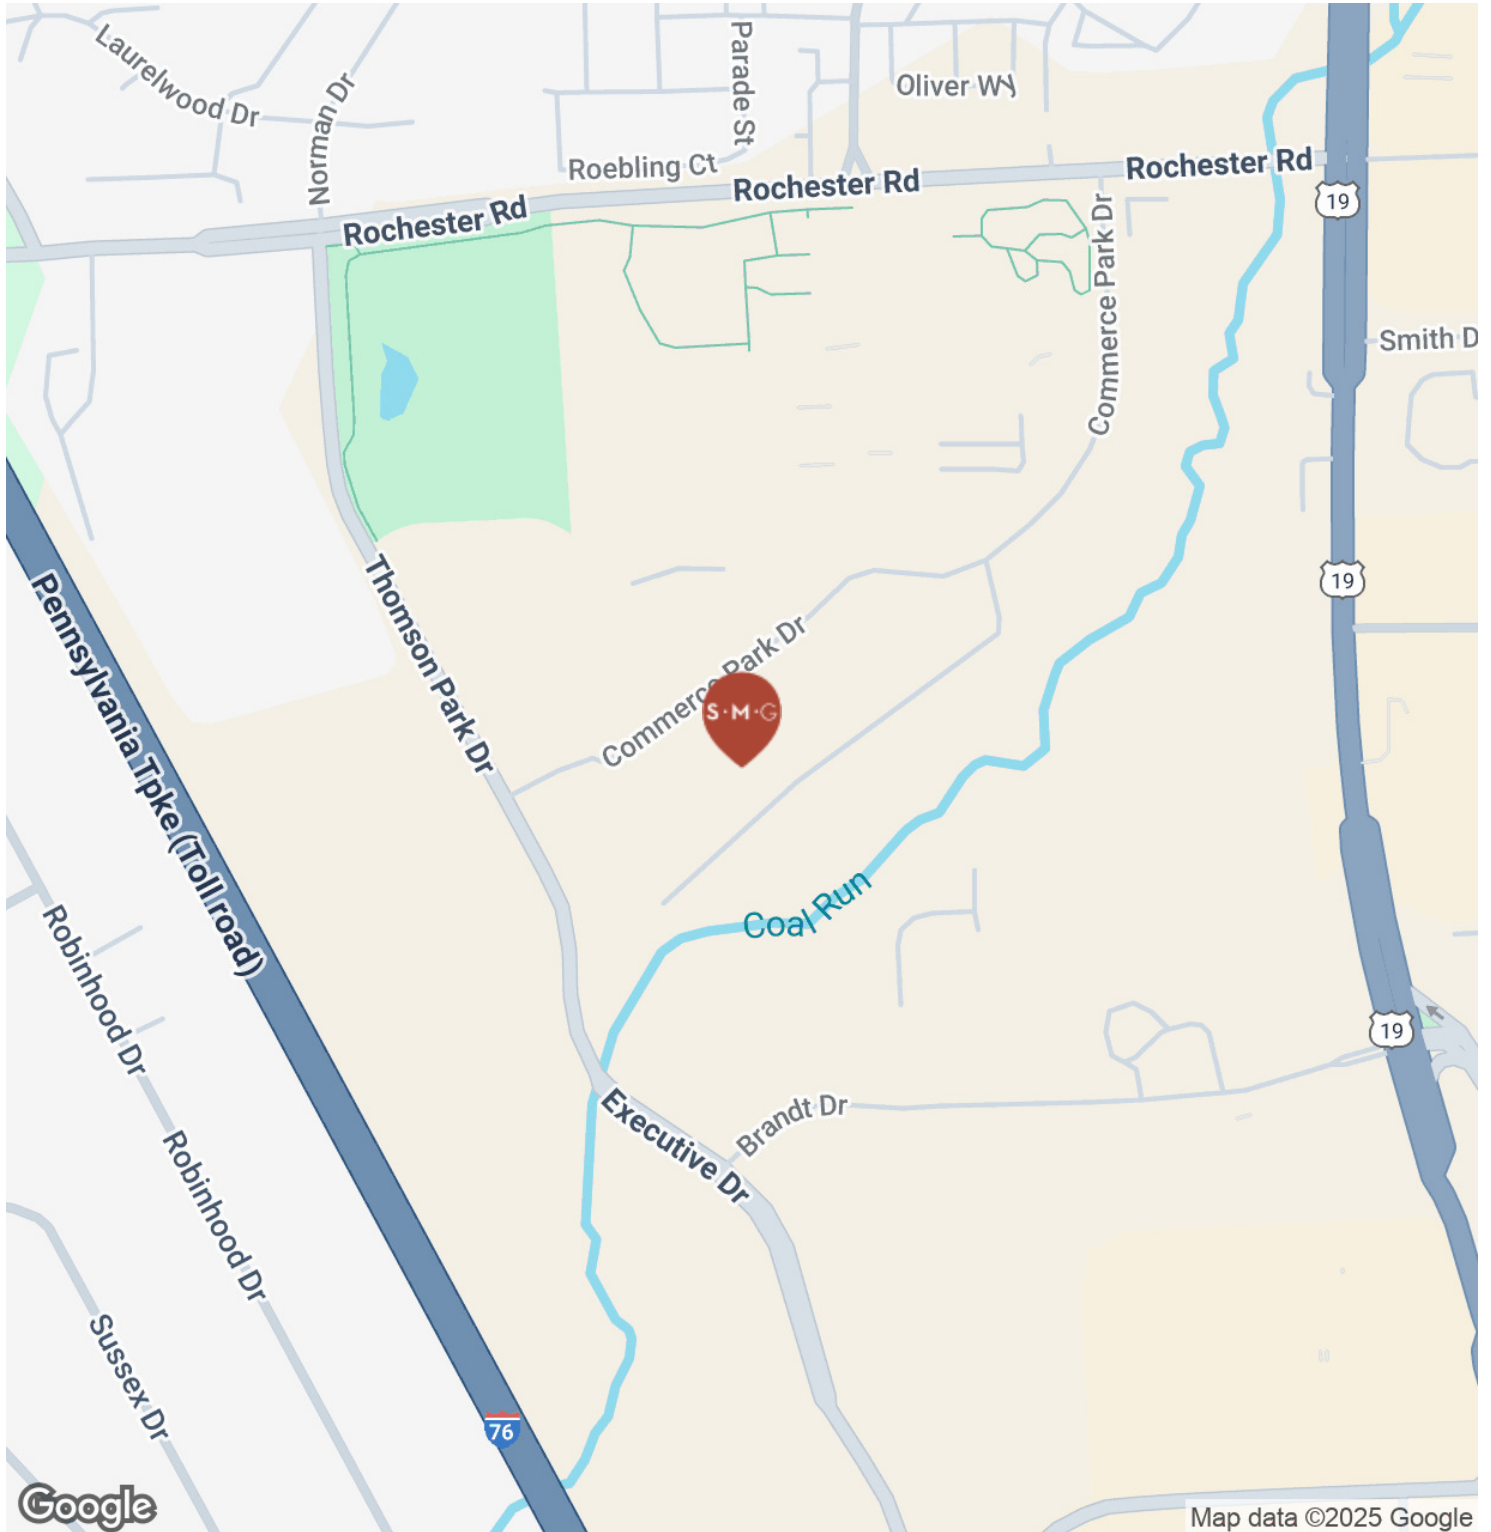 Laurelwood Dr
Norman Dr
Parade St
Oliver Wy
Roebling Ct
Rochester Rd
Rochester Rd
Rochester Rd
19
Commerce Park Dr
Smith D
Thomson Park Dr
19
Pennsylvania Tpke (Toll road)
Commerce Park Dr
S·M·G
Coal Run
Robinhood Dr
19
Executive Dr
Brandt Dr
Robinhood Dr
Sussex Dr
76
Google
Map data ©2025 Google